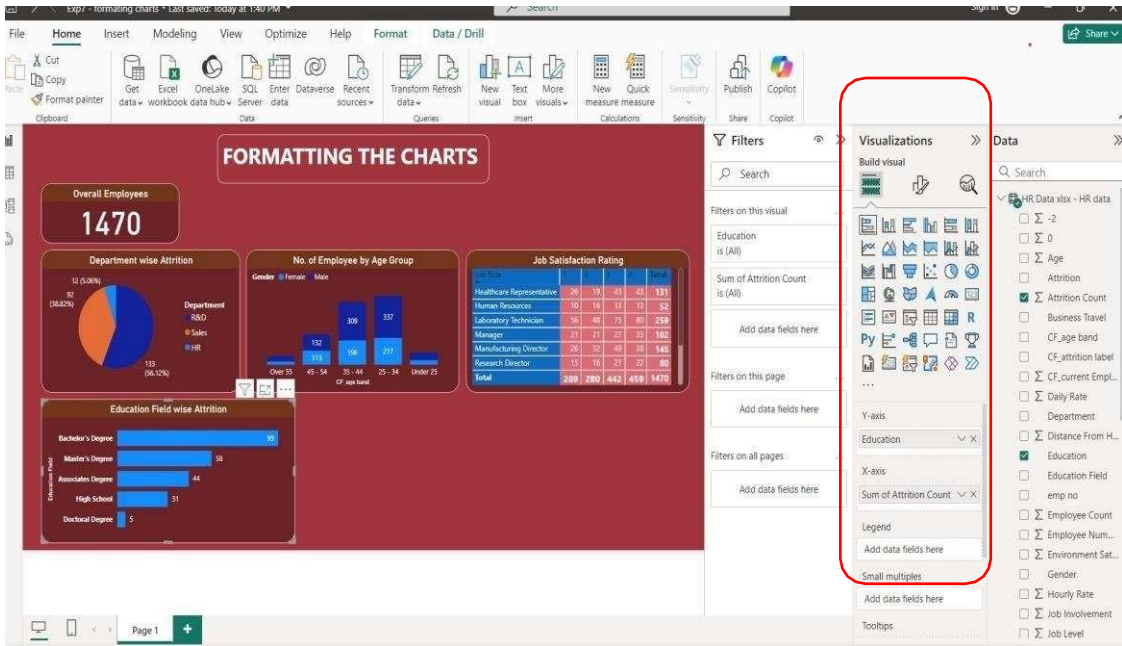 Exp7 - formating charts • Last saved: Today at 1:40 PM
Search
Sign in
File Home Insert Modeling View Optimize Help Format Data / Drill
Share
Paste
Cut
Copy
Format painter
Get data
Excel workbook
OneLake data hub
SQL Server
Enter data
Dataverse
Recent sources
Transform data
Refresh
New visual
Text box
More visuals
New measure
Quick measure
Sensitivity
Publish
Copilot
Clipboard Data Queries Insert Calculations Sensitivity Share Copilot
FORMATTING THE CHARTS
Overall Employees
1470
Department wise Attrition
12 (5.06%)
92
(38.82%)
133
(56.12%)
Department
R&D
Sales
HR
No. of Employee by Age Group
Gender Female Male
132
113
309
196
337
217
Over 55 45 - 54 35 - 44 25 - 34 Under 25
CF age band
Job Satisfaction Rating
Job Role 1 2 3 4 Total
Healthcare Representative 26 19 43 43 131
Human Resources 10 16 13 13 52
Laboratory Technician 56 48 75 80 259
Manager 21 21 27 33 102
Manufacturing Director 26 32 49 38 145
Research Director 15 16 27 22 80
Total 289 280 442 459 1470
Education Field wise Attrition
Education Field
Bachelor's Degree 99
Master's Degree 58
Associates Degree 44
High School 31
Doctoral Degree 5
Page 1
Filters
Search
Filters on this visual
Education
is (All)
Sum of Attrition Count
is (All)
Add data fields here
Filters on this page
Add data fields here
Filters on all pages
Add data fields here
Visualizations
Build visual
R
Py
Y-axis
Education
X-axis
Sum of Attrition Count
Legend
Add data fields here
Small multiples
Add data fields here
Tooltips
Data
Search
HR Data xlsx - HR data
∑ -2
∑ 0
∑ Age
Attrition
∑ Attrition Count
Business Travel
CF_age band
CF_attrition label
∑ CF_current Empl...
∑ Daily Rate
Department
∑ Distance From H...
Education
Education Field
emp no
∑ Employee Count
∑ Employee Num...
∑ Environment Sat...
Gender
∑ Hourly Rate
∑ Job Involvement
∑ Job Level